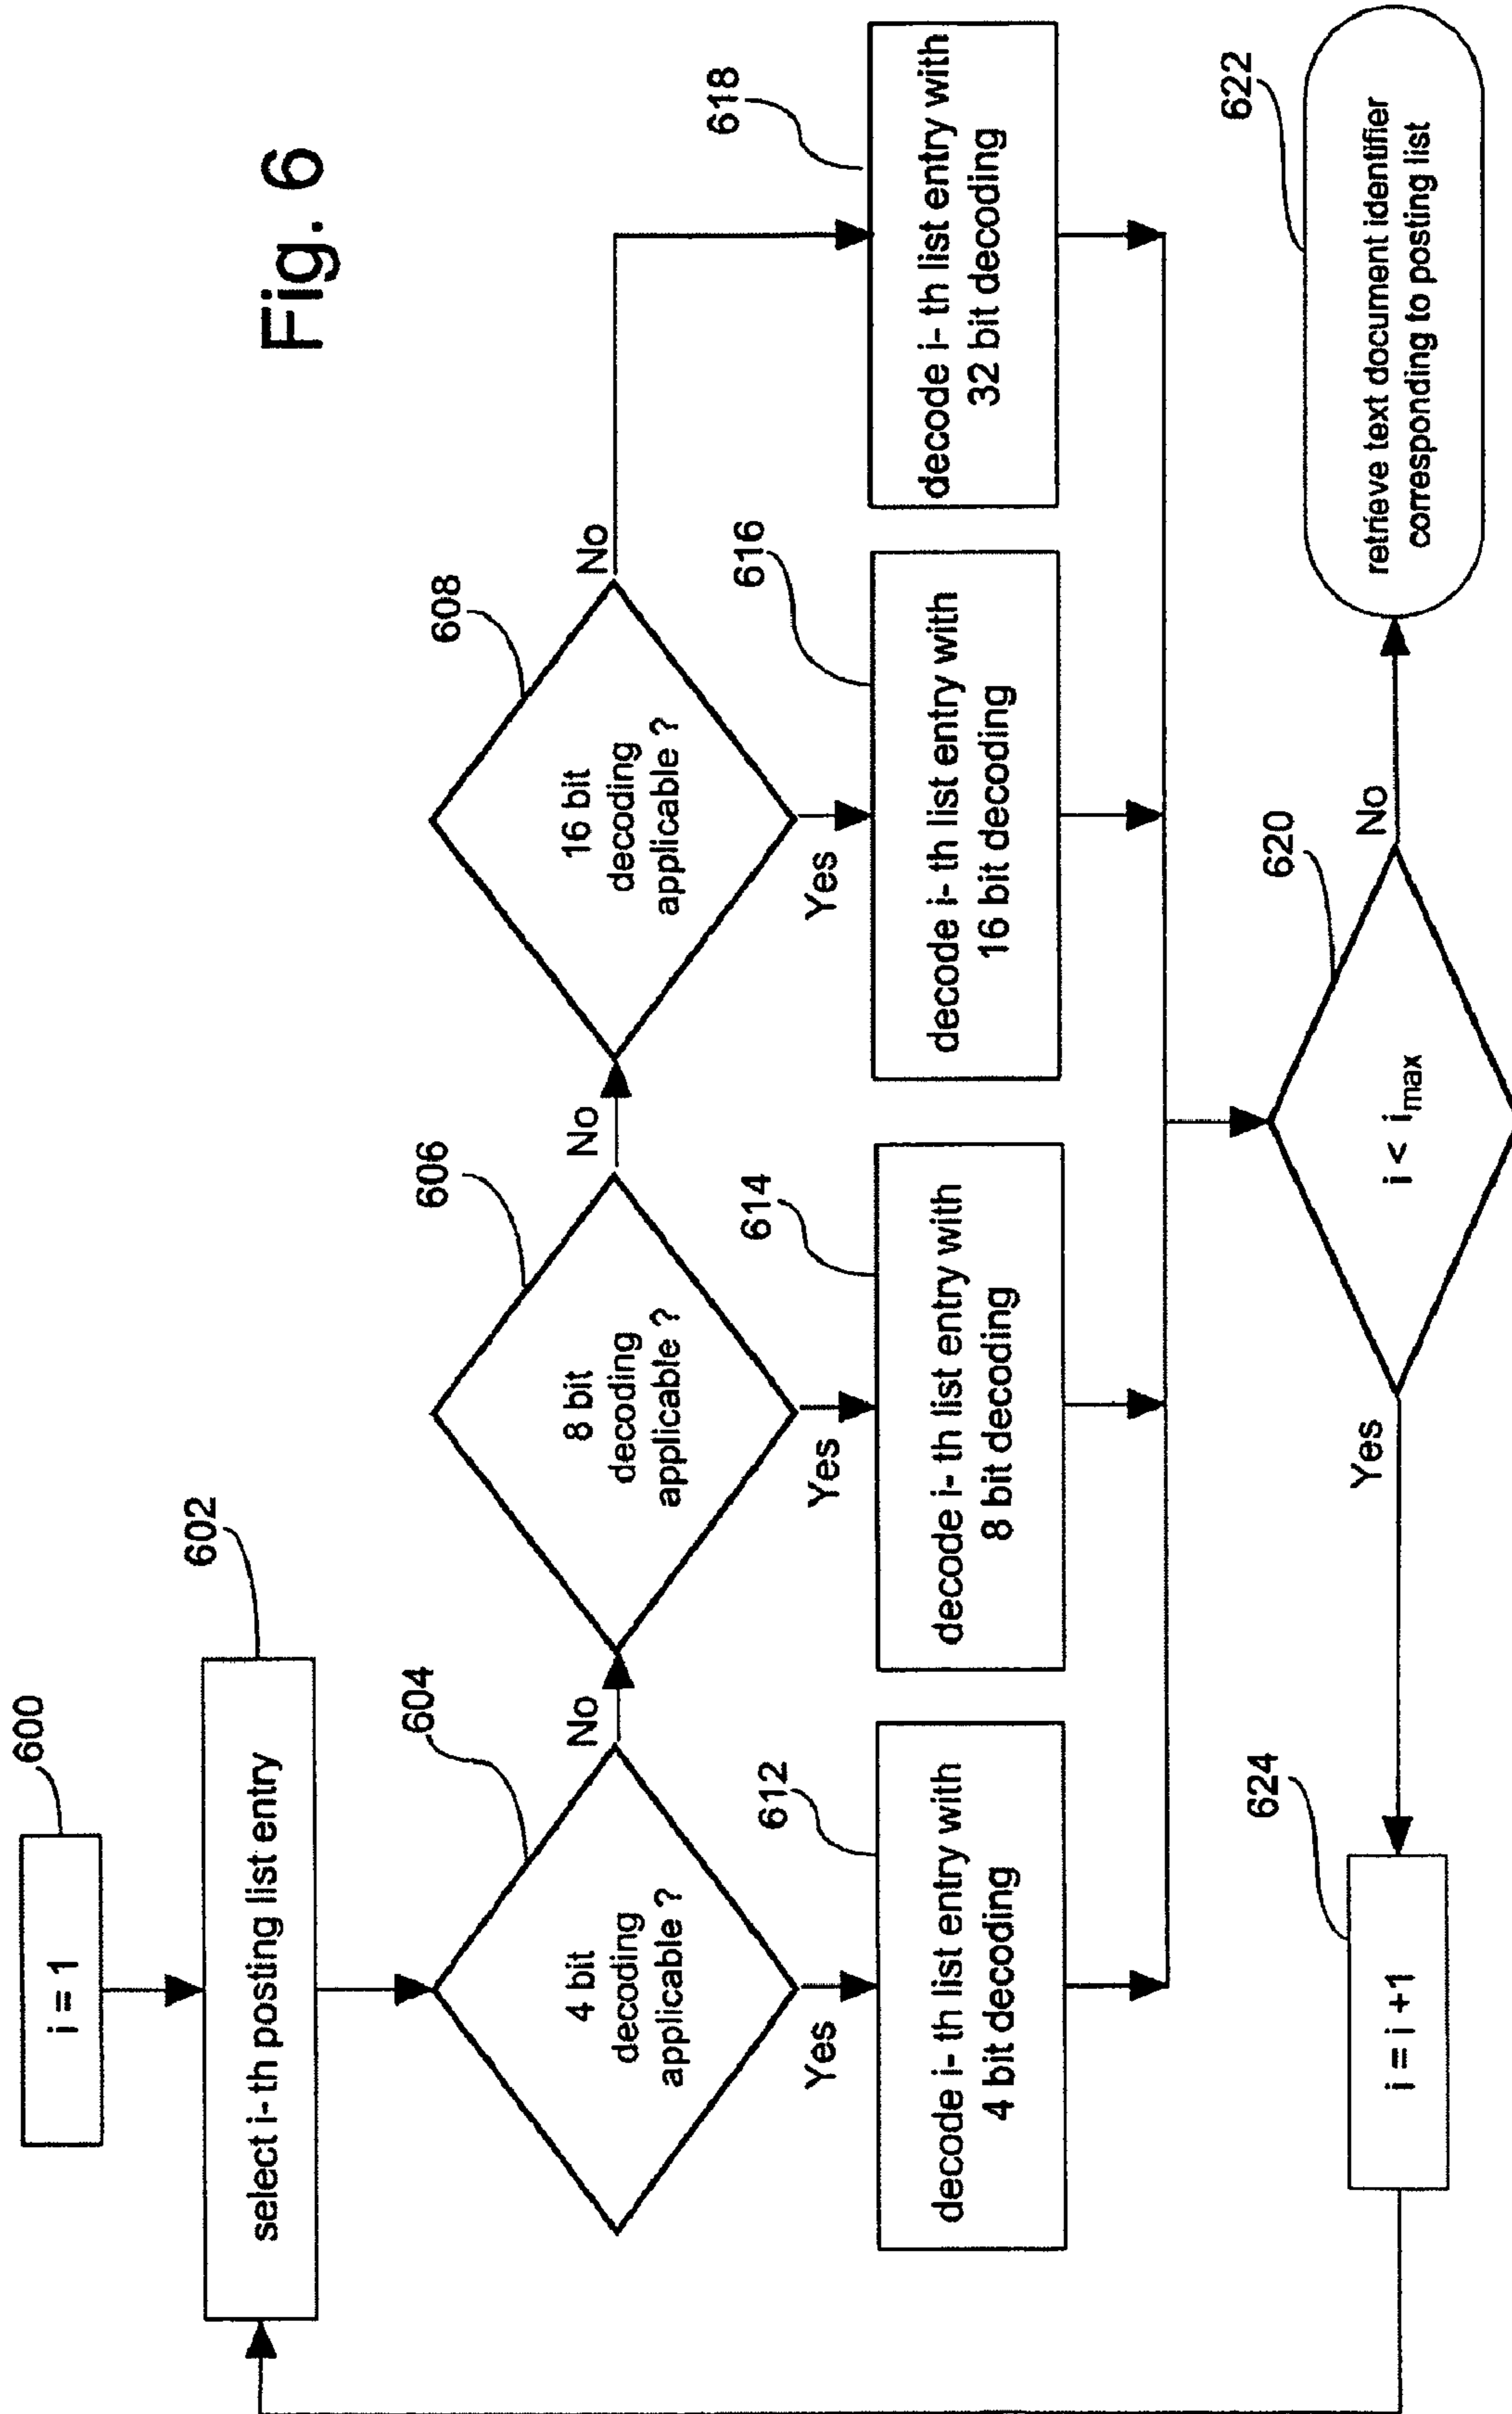 Fig. 6
600
i = 1
602
select i- th posting list entry
604
4 bit
decoding
applicable ?
No
Yes
606
8 bit
decoding
applicable ?
No
Yes
608
16 bit
decoding
applicable ?
No
Yes
612
decode i- th list entry with
4 bit decoding
614
decode i- th list entry with
8 bit decoding
616
decode i- th list entry with
16 bit decoding
618
decode i- th list entry with
32 bit decoding
620
i < imax
Yes
No
624
i = i +1
622
retrieve text document identifier
corresponding to posting list